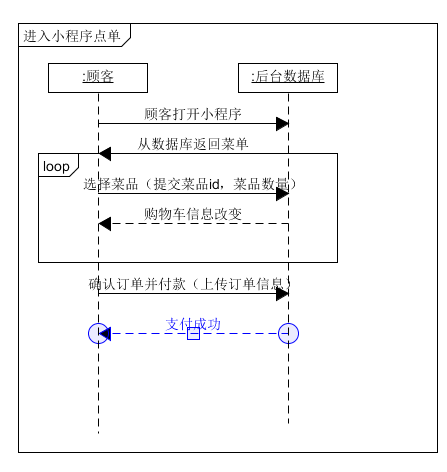 进入小程序点单
:顾客
:后台数据库
顾客打开小程序
从数据库返回菜单
loop
选择菜品（提交菜品id，菜品数量）
购物车信息改变
确认订单并付款（上传订单信息）
支付成功